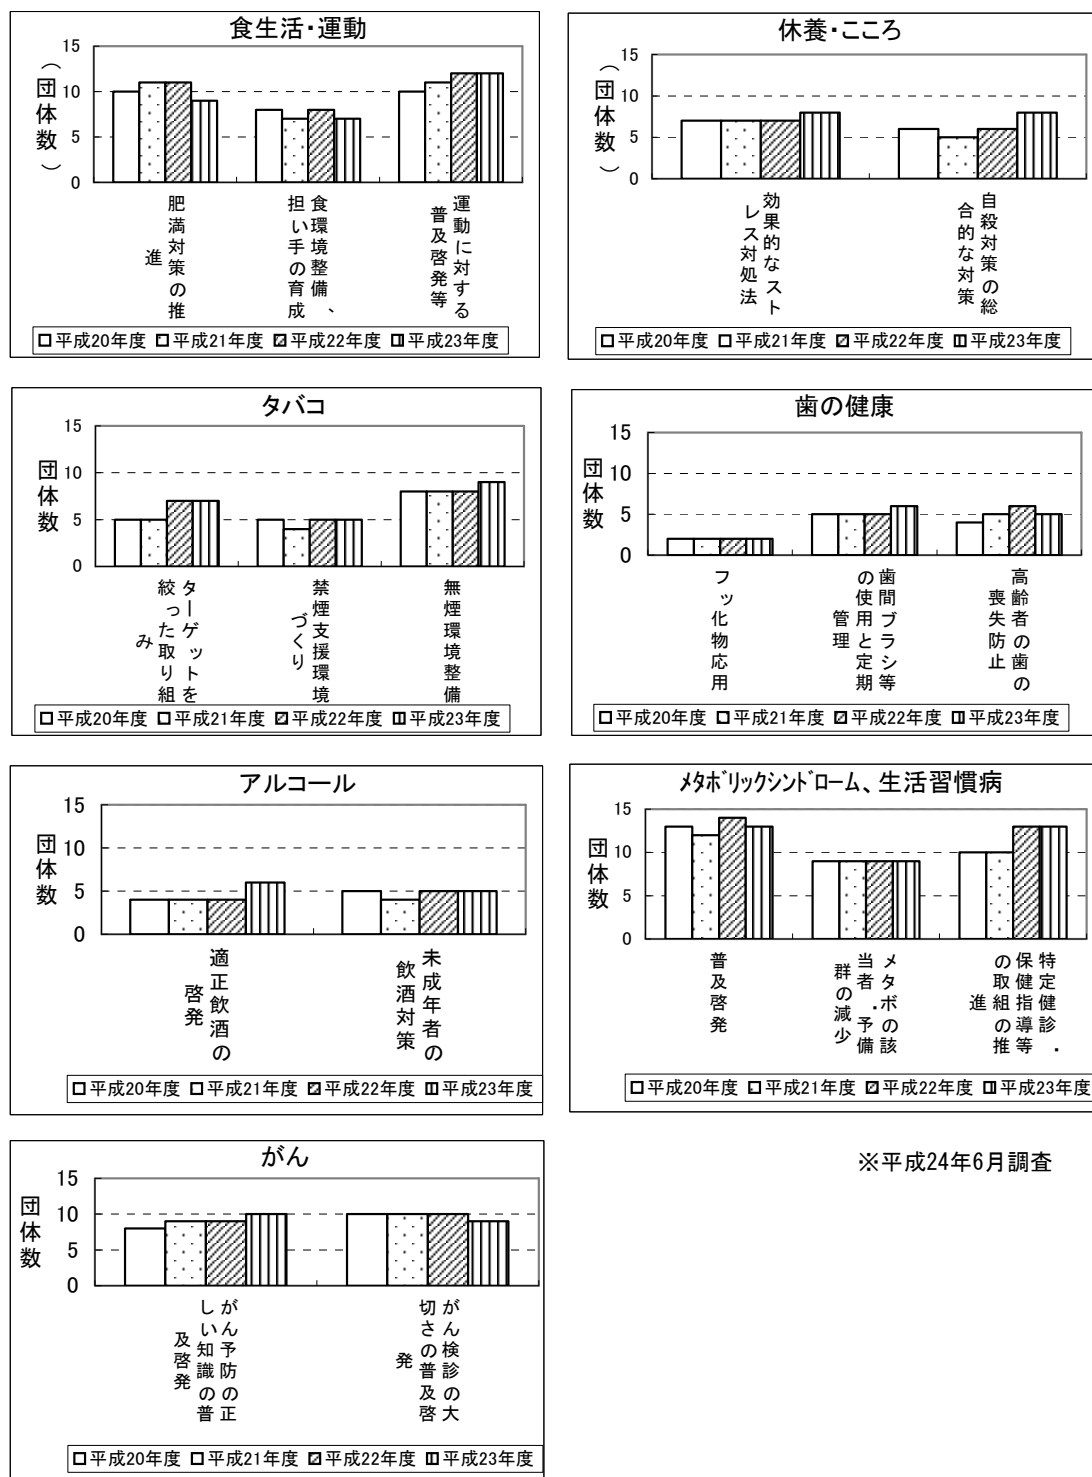 食生活・運動
（団体数）
15
10
5
0
肥満対策の推
進
食環境整備、
担い手の育成
運動に対する
普及啓発等
平成20年度 平成21年度 平成22年度 平成23年度
休養・こころ
（団体数）
15
10
5
0
効果的なスト
レス対処法
自殺対策の総
合的な対策
平成20年度 平成21年度 平成22年度 平成23年度
タバコ
団体数
15
10
5
0
ターゲットを
絞った取り組
み
禁煙支援環境
づくり
無煙環境整備
平成20年度 平成21年度 平成22年度 平成23年度
歯の健康
団体数
15
10
5
0
フッ化物応用
歯間ブラシ等
の使用と定期
管理
高齢者の歯の
喪失防止
平成20年度 平成21年度 平成22年度 平成23年度
アルコール
団体数
15
10
5
0
適正飲酒の
啓発
未成年者の
飲酒対策
平成20年度 平成21年度 平成22年度 平成23年度
ﾒﾀﾎﾞﾘｯｸｼﾝﾄﾞﾛｰﾑ、生活習慣病
団体数
15
10
5
0
普及啓発
メタボの該
当者・予備
群の減少
特定健診・
保健指導等
の取組の推
進
平成20年度 平成21年度 平成22年度 平成23年度
がん
団体数
15
10
5
0
がん予防の正
しい知識の普
及啓発
がん検診の大
切さの普及啓
発
平成20年度 平成21年度 平成22年度 平成23年度
※平成24年6月調査